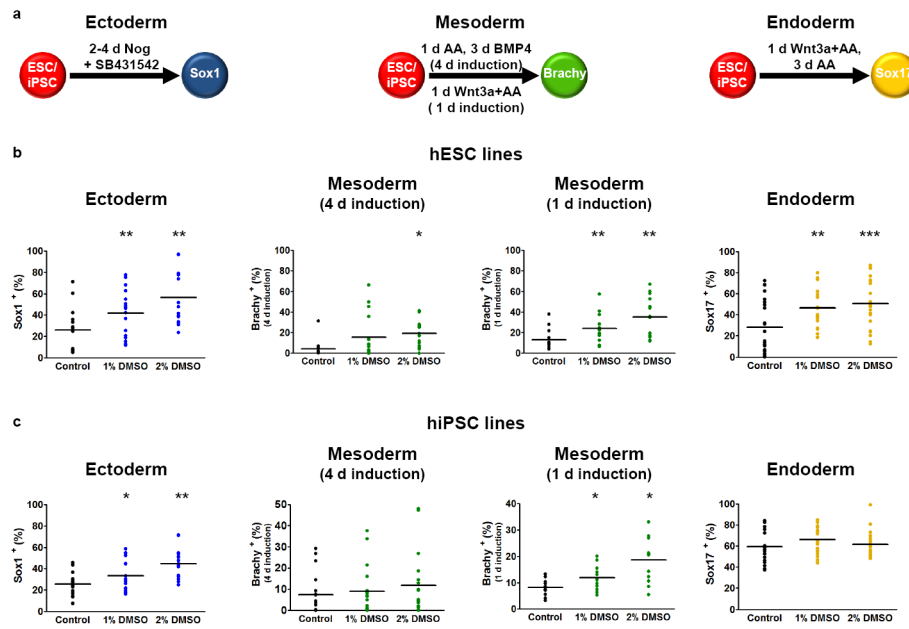 a
Ectoderm
Mesoderm
Endoderm
2-4 d Nog
+ SB431542
ESC/
iPSC
Sox1
1 d AA, 3 d BMP4
(4 d induction)
ESC/
iPSC
Brachy
1 d Wnt3a+AA
( 1 d induction)
1 d Wnt3a+AA,
3 d AA
ESC/
iPSC
Sox17
b
hESC lines
Ectoderm
** **
Sox1 + (%)
100
80
60
40
20
0
Control 1% DMSO 2% DMSO
Mesoderm
(4 d induction)
*
Brachy + (%)
(4 d induction)
100
80
60
40
20
0
Control 1% DMSO 2% DMSO
Mesoderm
(1 d induction)
** **
Brachy + (%)
(1 d induction)
100
80
60
40
20
0
Control 1% DMSO 2% DMSO
Endoderm
** ***
Sox17 + (%)
100
80
60
40
20
0
Control 1% DMSO 2% DMSO
c
hiPSC lines
Ectoderm
* **
Sox1 + (%)
100
80
60
40
20
0
Control 1% DMSO 2% DMSO
Mesoderm
(4 d induction)
Brachy + (%)
(4 d induction)
50
40
30
20
10
0
Control 1% DMSO 2% DMSO
Mesoderm
(1 d induction)
* *
Brachy + (%)
(1 d induction)
40
30
20
10
0
Control 1% DMSO 2% DMSO
Endoderm
Sox17 + (%)
100
80
60
40
20
0
Control 1% DMSO 2% DMSO